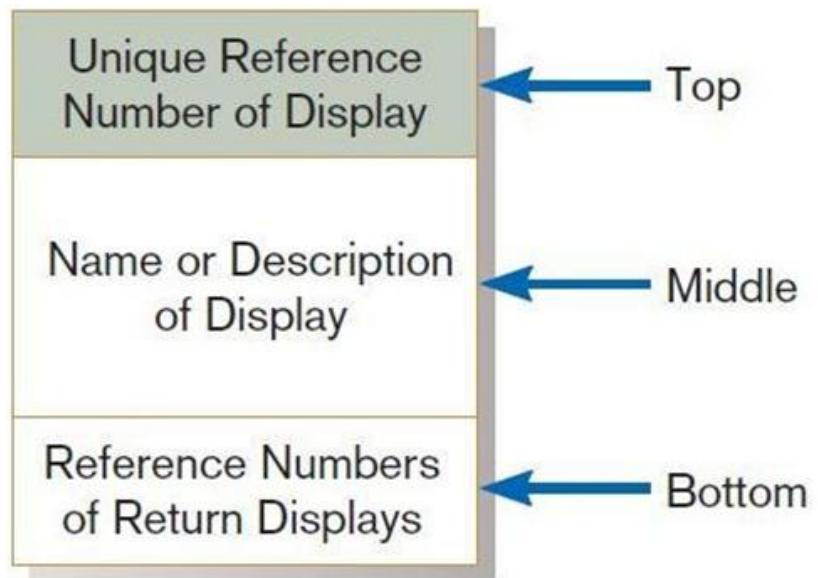 Unique Reference
Number of Display
Top
Name or Description
of Display
Middle
Reference Numbers
of Return Displays
Bottom